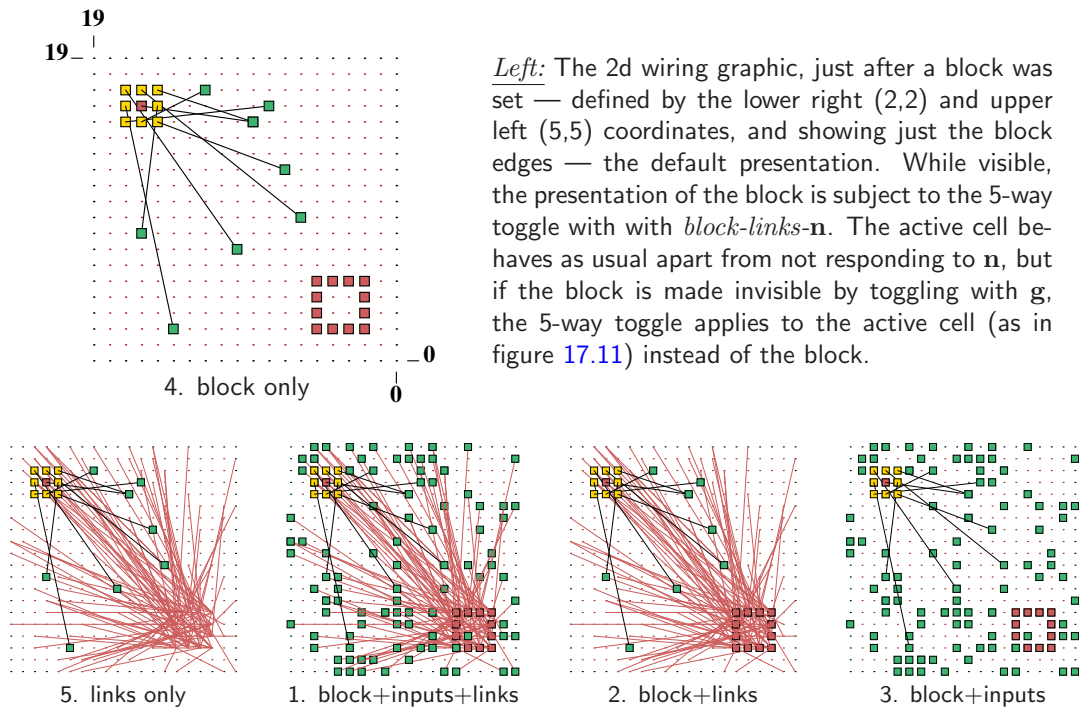 19
19
0
0
4. block only
Left: The 2d wiring graphic, just after a block was
set — defined by the lower right (2,2) and upper
left (5,5) coordinates, and showing just the block
edges — the default presentation. While visible,
the presentation of the block is subject to the 5-way
toggle with with block-links-n. The active cell be-
haves as usual apart from not responding to n, but
if the block is made invisible by toggling with g,
the 5-way toggle applies to the active cell (as in
figure 17.11) instead of the block.
5. links only
1. block+inputs+links
2. block+links
3. block+inputs